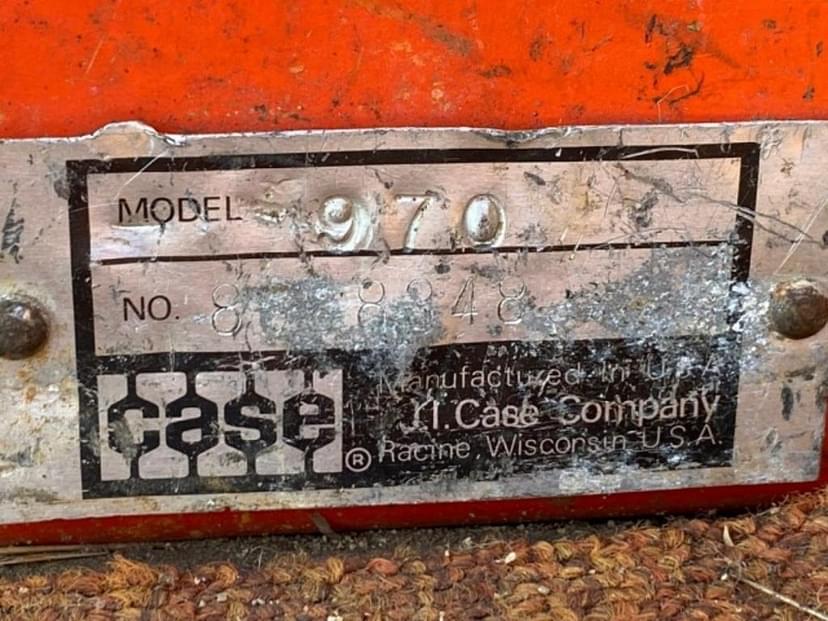 MODEL 970
NO.
case®
Manufactured In U.S.A.
J.I. Case Company
Racine, Wisconsin U.S.A.